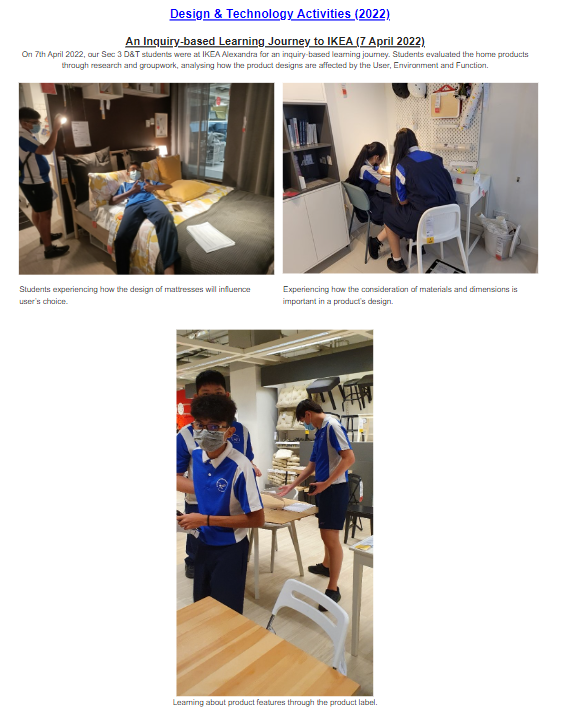 Design & Technology Activities (2022)
An Inquiry-based Learning Journey to IKEA (7 April 2022)
On 7th April 2022, our Sec 3 D&T students were at IKEA Alexandra for an inquiry-based learning journey. Students evaluated the home products
through research and groupwork, analysing how the product designs are affected by the User, Environment and Function.
Students experiencing how the design of mattresses will influence
user's choice.
Experiencing how the consideration of materials and dimensions is
important in a product's design.
Learning about product features through the product label.